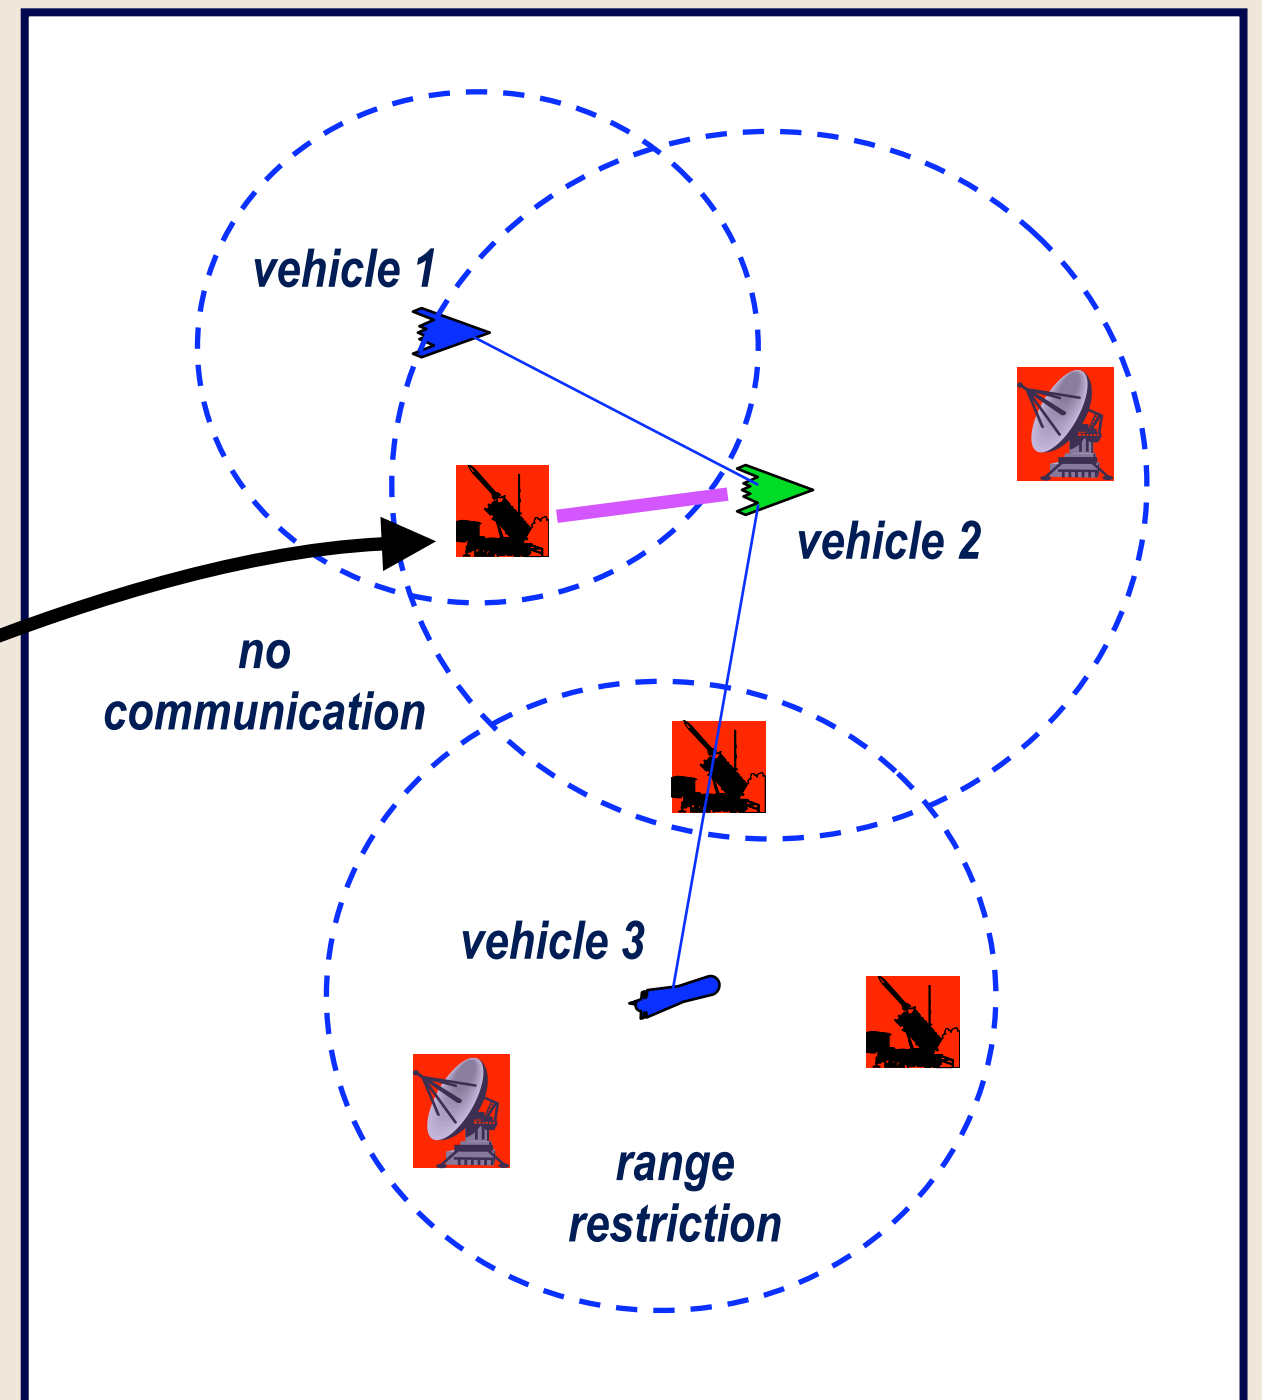 vehicle 1
vehicle 2
no
communication
vehicle 3
range
restriction